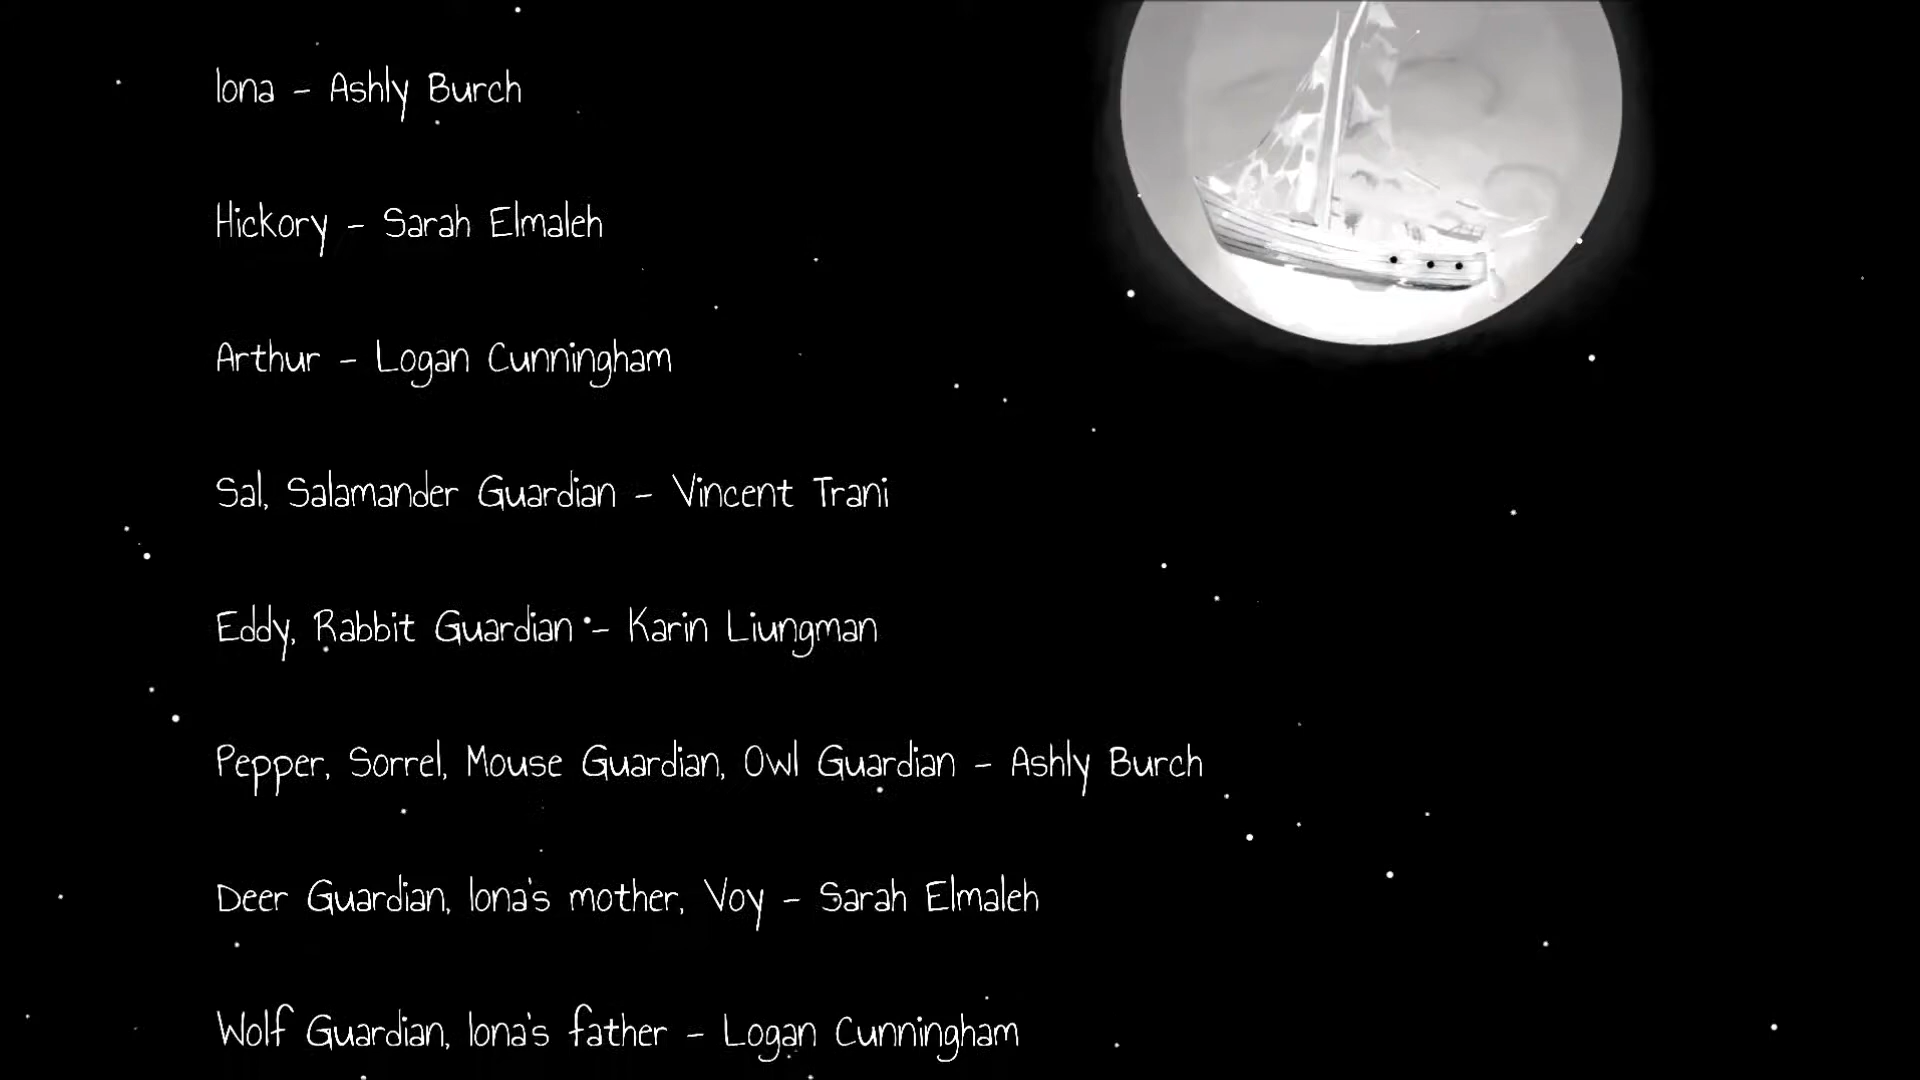 Iona - Ashly Burch
Hickory - Sarah Elmaleh
Arthur - Logan Cunningham
Sal, Salamander Guardian - Vincent Trani
Eddy, Rabbit Guardian - Karin Liungman
Pepper, Sorrel, Mouse Guardian, Owl Guardian - Ashly Burch
Deer Guardian, Iona's mother, Voy - Sarah Elmaleh
Wolf Guardian, Iona's father - Logan Cunningham